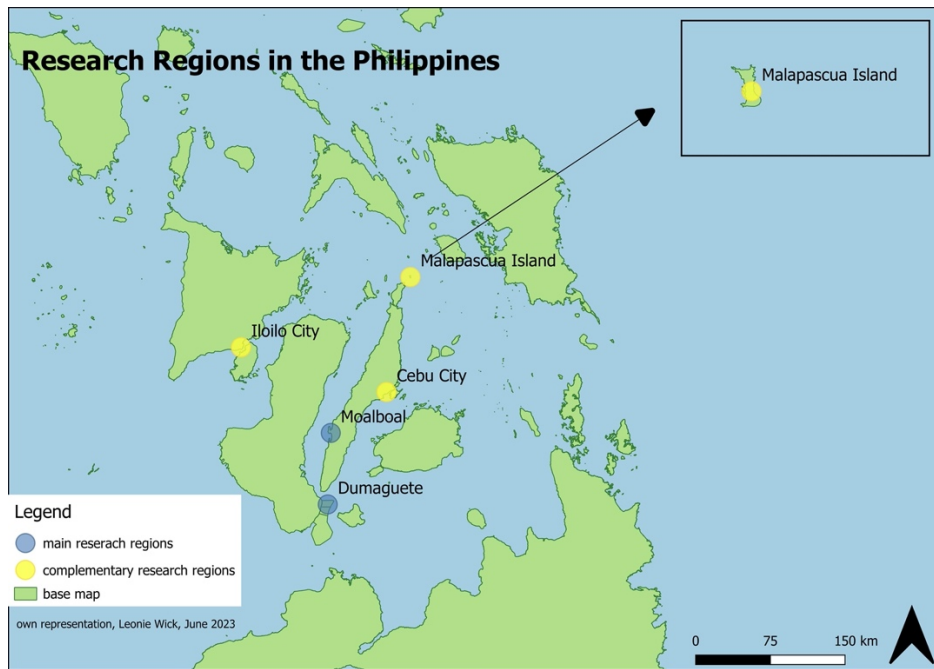 Research Regions in the Philippines
Malapascua Island
Malapascua Island
Iloilo City
Cebu City
Moalboal
Dumaguete
Legend
main reserach regions
complementary research regions
base map
own representation, Leonie Wick, June 2023
0 75 150 km